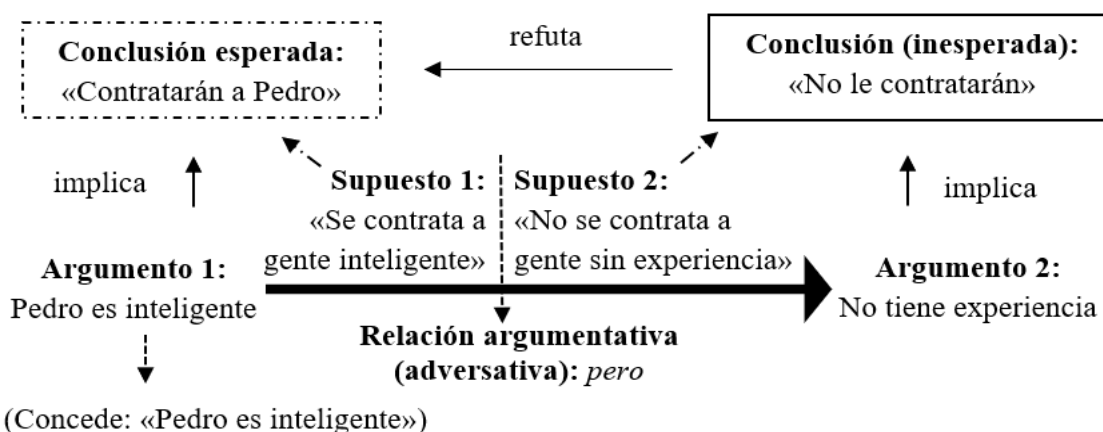 Conclusión esperada:
«Contratarán a Pedro»
refuta
Conclusión (inesperada):
«No le contratarán»
implica
Supuesto 1:
«Se contrata a
gente inteligente»
Supuesto 2:
«No se contrata a
gente sin experiencia»
implica
Argumento 1:
Pedro es inteligente
Argumento 2:
No tiene experiencia
Relación argumentativa
(adversativa): pero
(Concede: «Pedro es inteligente»)